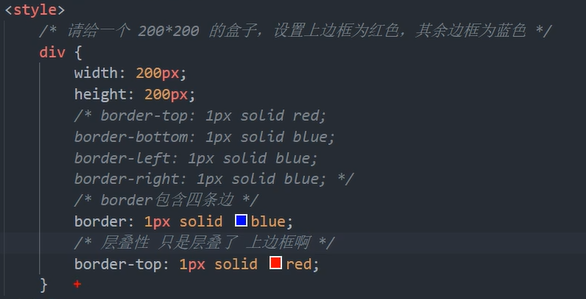 <style>
/* 请给一个 200*200 的盒子，设置上边框为红色，其余边框为蓝色 */
div {
width: 200px;
height: 200px;
/* border-top: 1px solid red;
border-bottom: 1px solid blue;
border-left: 1px solid blue;
border-right: 1px solid blue; */
/* border包含四条边 */
border: 1px solid blue;
/* 层叠性 只是层叠了 上边框啊 */
border-top: 1px solid red;
}